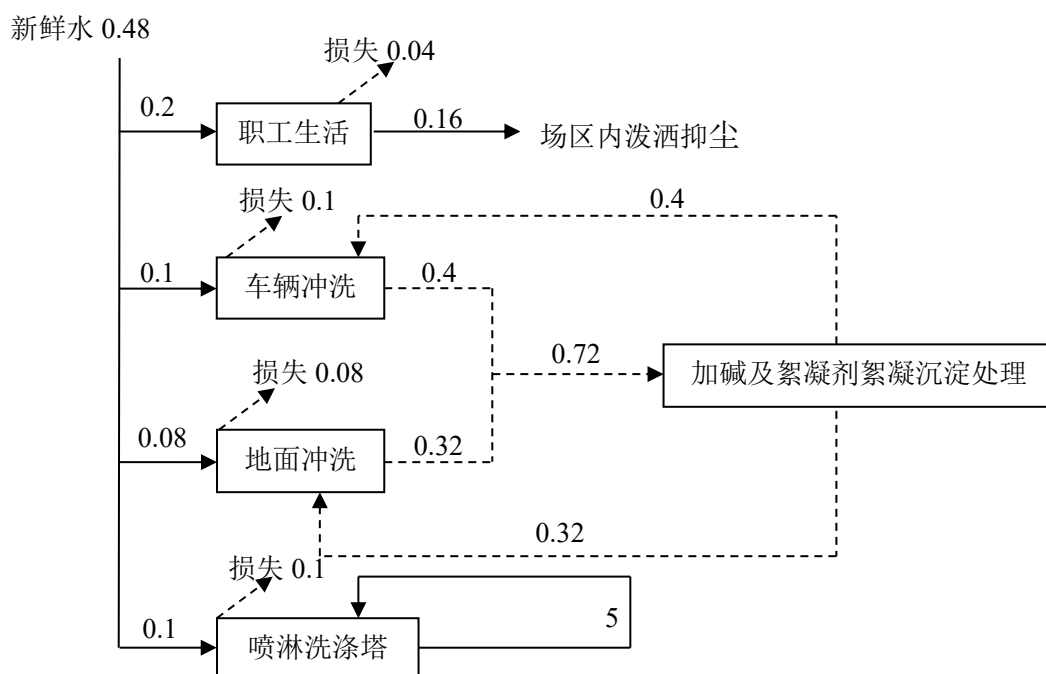 新鲜水 0.48
损失 0.04
0.2
职工生活
0.16
场区内泼洒抑尘
损失 0.1
0.4
0.1
车辆冲洗
0.4
损失 0.08
0.72
加碱及絮凝剂絮凝沉淀处理
0.08
地面冲洗
0.32
0.32
损失 0.1
5
0.1
喷淋洗涤塔